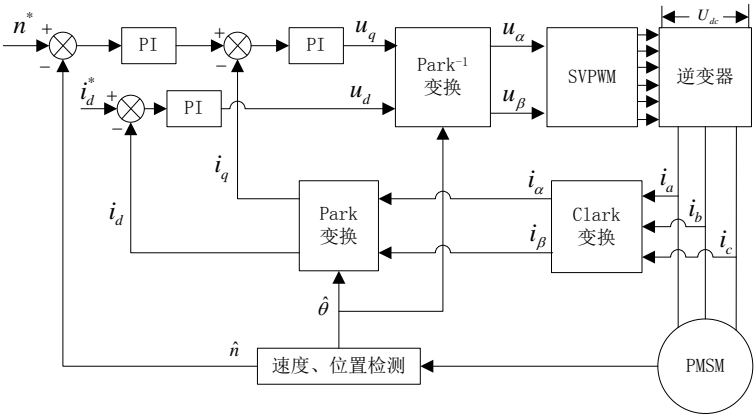 n*
+
−
PI
+
−
PI
u_q
Park⁻¹
变换
u_α
SVPWM
逆变器
U_dc
i_d*
+
−
PI
u_d
u_β
i_q
i_d
Park
变换
i_α
i_β
Clark
变换
i_a
i_b
i_c
θ̂
n̂
速度、位置检测
PMSM